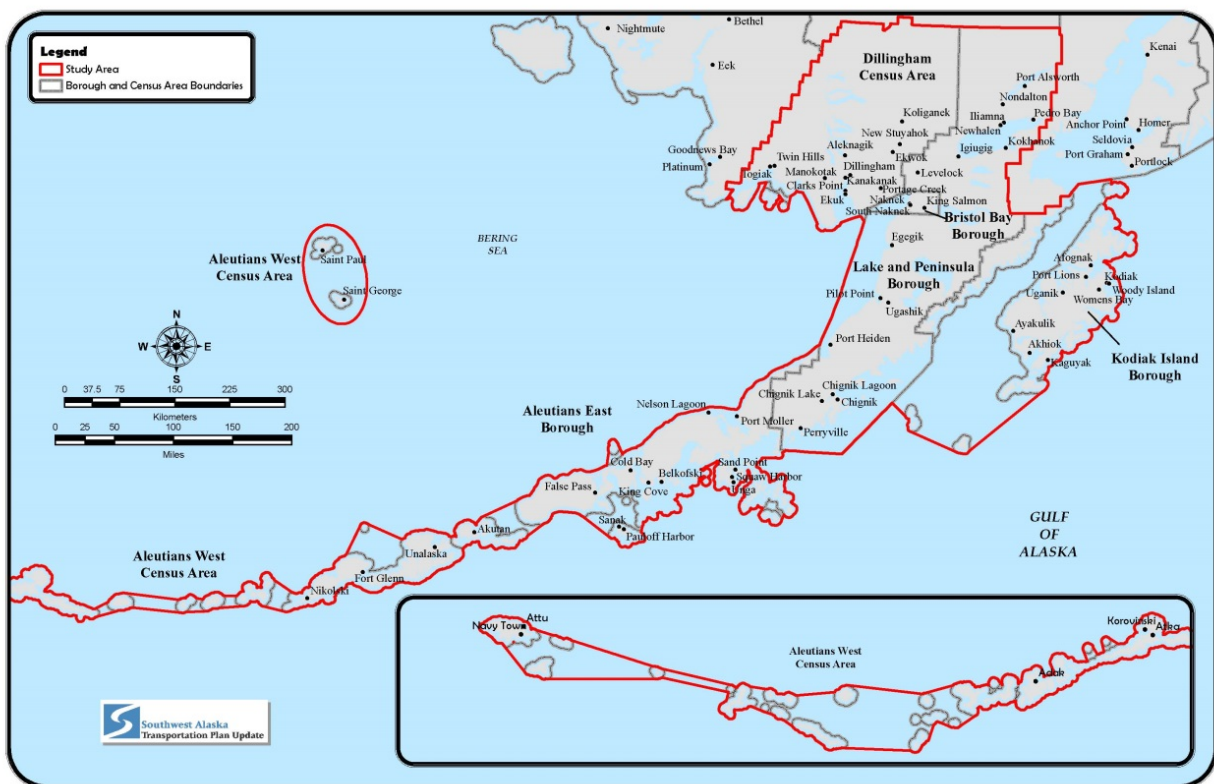 Legend
Study Area
Borough and Census Area Boundaries
Nightmute
Bethel
Eek
Goodnews Bay
Platinum
Dillingham
Census Area
Kenai
Port Alsworth
Nondalton
Koliganek
Iliamna
Pedro Bay
Newhalen
Anchor Point
Homer
New Stuyahok
Seldovia
Aleknagik
Ekwok
Igiugig
Kokhanok
Port Graham
Portlock
Twin Hills
Togiak
Manokotak
Dillingham
Levelock
Kanakanak
Clarks Point
Portage Creek
Ekuk
Naknek
King Salmon
South Naknek
Bristol Bay
Borough
Egegik
BERING
SEA
Aleutians West
Census Area
Saint Paul
Saint George
Lake and Peninsula
Borough
Afognak
Port Lions
Kodiak
Uganik
Woody Island
Womens Bay
Pilot Point
Ugashik
Ayakulik
Akhiok
Kaguyak
Kodiak Island
Borough
Port Heiden
N
W
E
S
0 37.5 75 150 225 300
Kilometers
0 25 50 100 150 200
Miles
Chignik Lagoon
Chignik Lake
Chignik
Nelson Lagoon
Aleutians East
Borough
Port Moller
Perryville
Cold Bay
Belkofski
Sand Point
Squaw Harbor
Unga
False Pass
King Cove
Sanak
Pauloff Harbor
GULF
OF
ALASKA
Akutan
Unalaska
Aleutians West
Census Area
Fort Glenn
Nikolski
Attu
Navy Town
Korovinski
Atka
Aleutians West
Census Area
Adak
Southwest Alaska
Transportation Plan Update